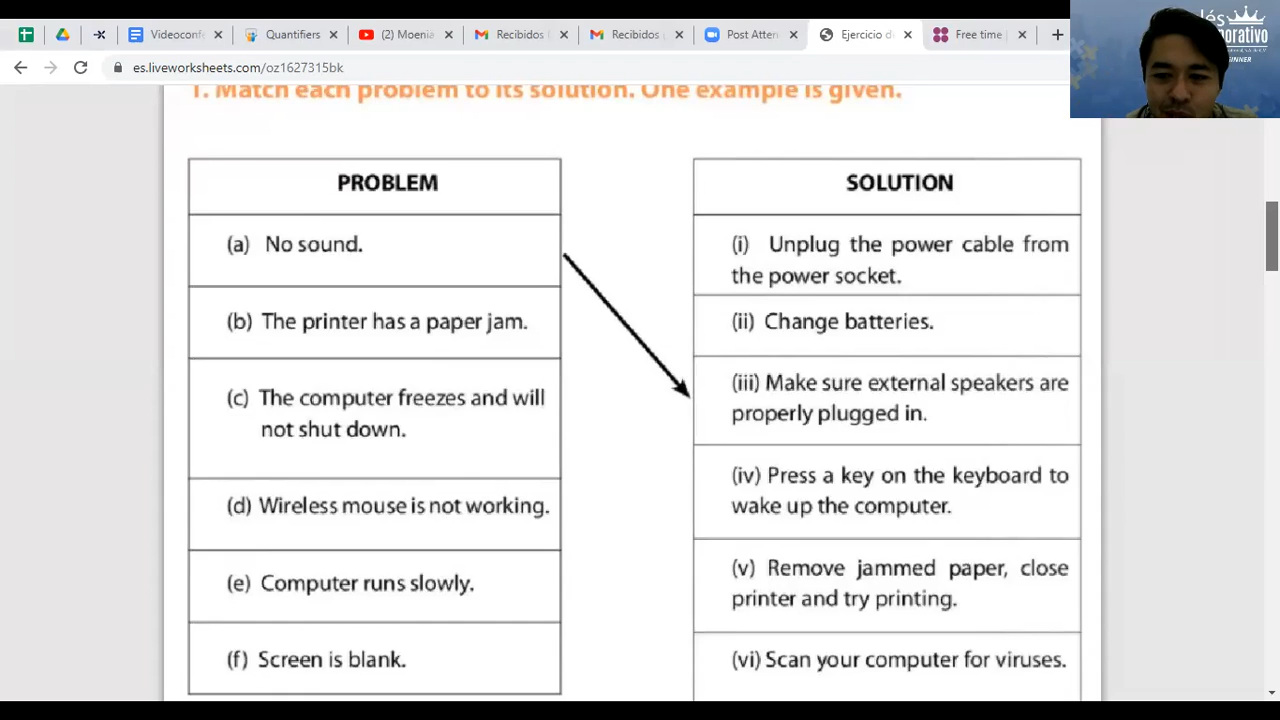 Videoconf
Quantifiers
(2) Moenia
Recibidos (
Recibidos
Post Atten
Ejercicio d
Free time (
es.liveworksheets.com/oz1627315bk
és
orativo
INNER
1. Match each problem to its solution. One example is given.
PROBLEM
(a) No sound.
(b) The printer has a paper jam.
(c) The computer freezes and will
not shut down.
(d) Wireless mouse is not working.
(e) Computer runs slowly.
(f) Screen is blank.
SOLUTION
(i) Unplug the power cable from
the power socket.
(ii) Change batteries.
(iii) Make sure external speakers are
properly plugged in.
(iv) Press a key on the keyboard to
wake up the computer.
(v) Remove jammed paper, close
printer and try printing.
(vi) Scan your computer for viruses.